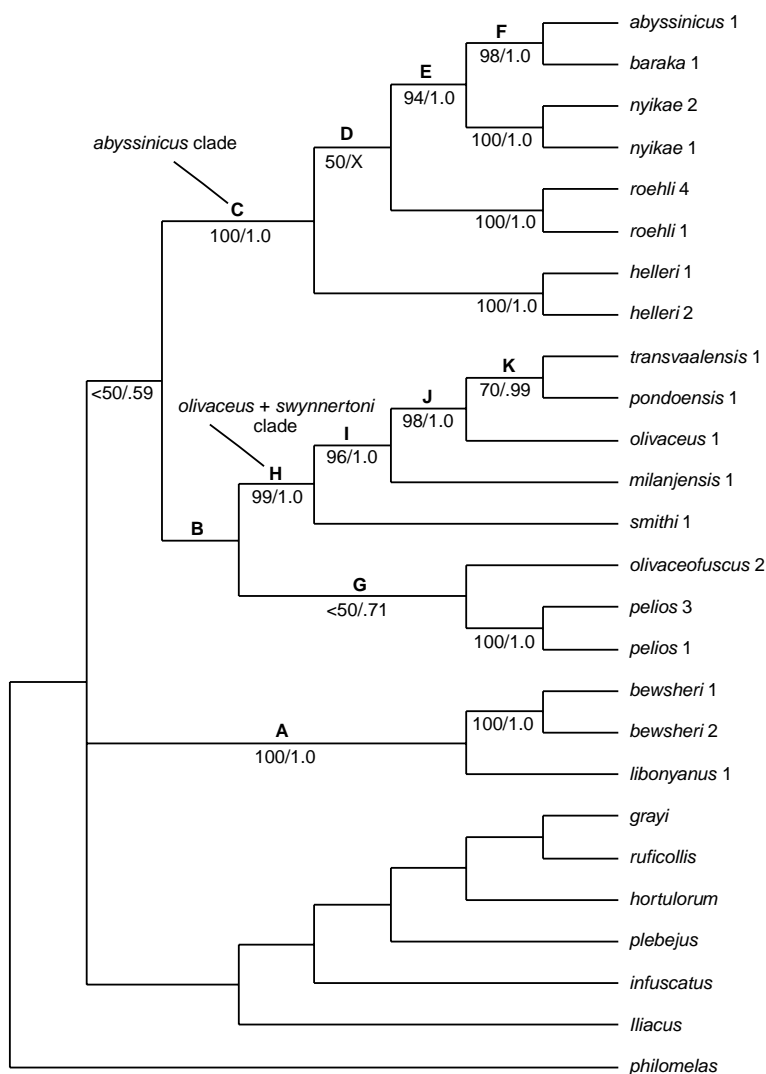 F
abyssinicus 1
98/1.0
baraka 1
E
94/1.0
nyikae 2
D
100/1.0
nyikae 1
abyssinicus clade
50/X
roehli 4
C
100/1.0
roehli 1
100/1.0
helleri 1
100/1.0
helleri 2
transvaalensis 1
K
<50/.59
70/.99
pondoensis 1
olivaceus + swynnertoni
clade
J
98/1.0
olivaceus 1
I
96/1.0
milanjensis 1
H
99/1.0
smithi 1
B
olivaceofuscus 2
G
<50/.71
pelios 3
100/1.0
pelios 1
bewsheri 1
100/1.0
bewsheri 2
A
100/1.0
libonyanus 1
grayi
ruficollis
hortulorum
plebejus
infuscatus
Iliacus
philomelas